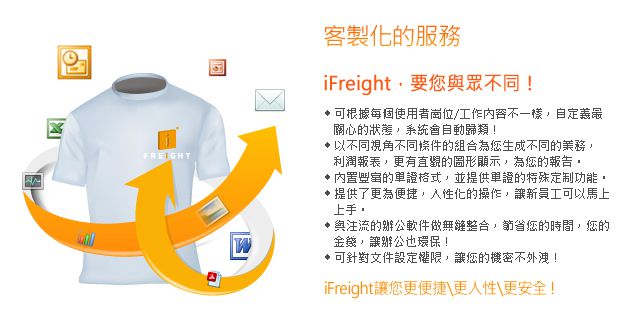 客製化的服務
iFreight，要您與眾不同！
◆ 可根據每個使用者崗位/工作內容不一樣，自定義最
關心的狀態，系統會自動歸類！
◆ 以不同視角不同條件的組合為您生成不同的業務，
利潤報表，更有直觀的圖形顯示，為您的報告。
◆ 內置豐富的單證格式，並提供單證的特殊定制功能。
◆ 提供了更為便捷，人性化的操作，讓新員工可以馬上
上手。
◆ 與注流的辦公軟件做無縫整合，節省您的時間，您的
金錢，讓辦公也環保！
◆ 可針對文件設定權限，讓您的機密不外洩！
iFreight讓您更便捷\更人性\更安全！
i
FREIGHT